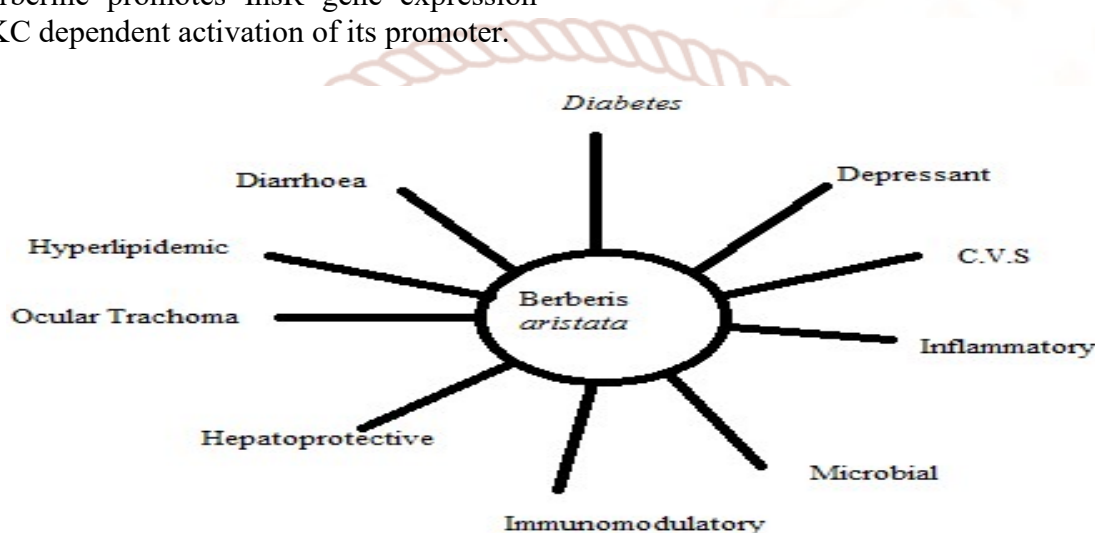 promotes InsR gene expression
KC dependent activation of its promoter.
Diabetes
Diarrhoea
Depressant
Hyperlipidemic
C.V.S
Berberis
aristata
Ocular Trachoma
Inflammatory
Hepatoprotective
Microbial
Immunomodulatory